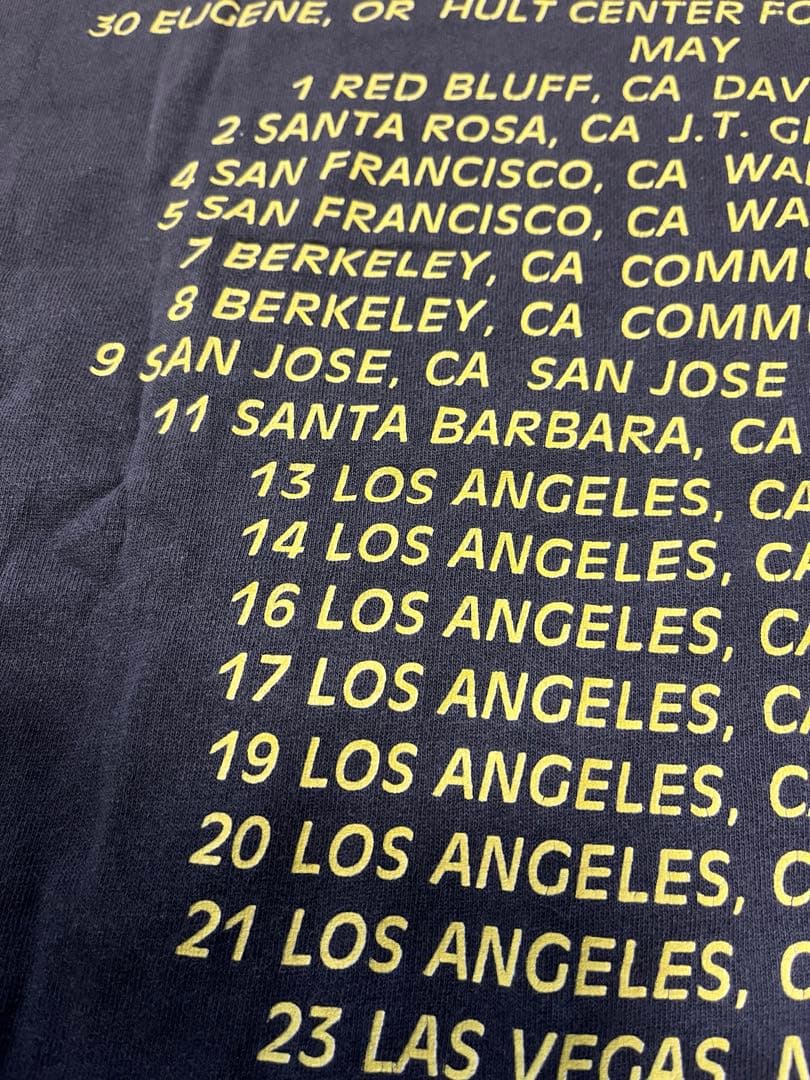 30 EUGENE, OR HULT CENTER
MAY
1 RED BLUFF, CA
2 SANTA ROSA, CA J.T.
4 SAN FRANCISCO, CA
5 SAN FRANCISCO, CA
7 BERKELEY, CA
8 BERKELEY, CA
9 SAN JOSE, CA SAN JOSE
11 SANTA BARBARA, CA
13 LOS ANGELES, CA
14 LOS ANGELES,
16 LOS ANGELES,
17 LOS ANGELES,
19 LOS ANGELES,
20 LOS ANGELES,
21 LOS ANGELES,
23 LAS VEGAS,